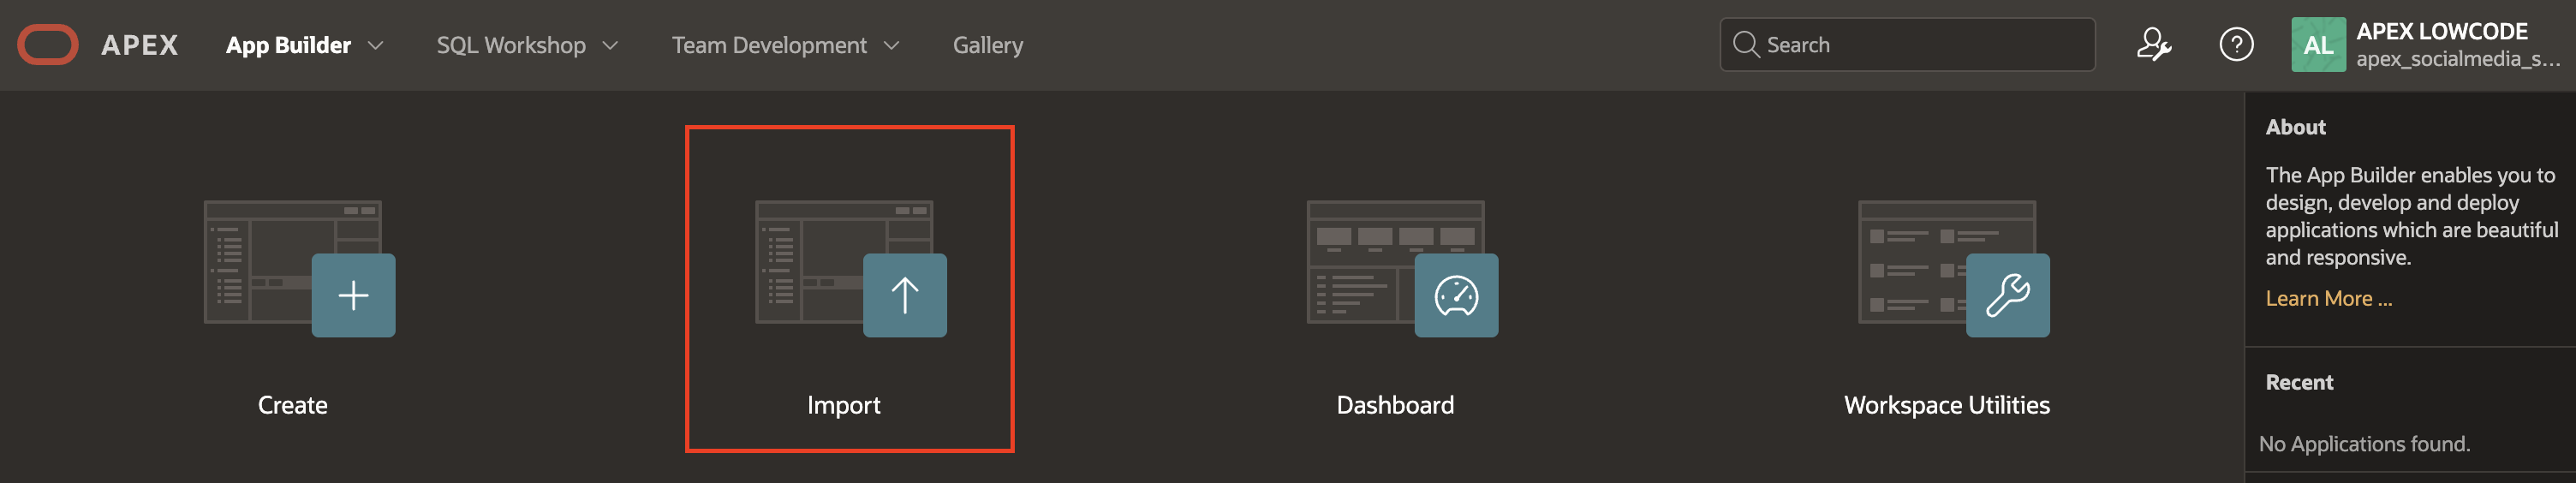 APEX
App Builder
SQL Workshop
Team Development
Gallery
Search
?
AL
APEX LOWCODE
apex_socialmedia_s...
Create
Import
Dashboard
Workspace Utilities
About
The App Builder enables you to
design, develop and deploy
applications which are beautiful
and responsive.
Learn More ...
Recent
No Applications found.